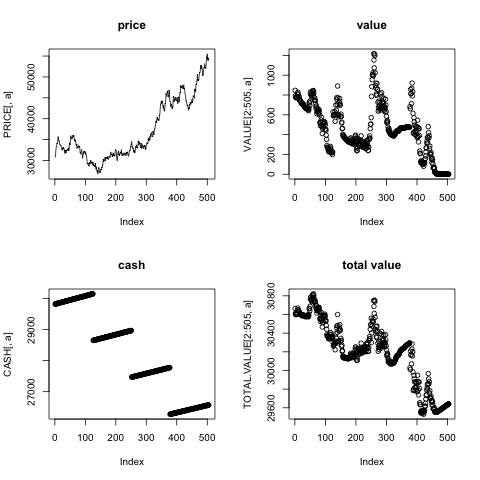 price
PRICE[, a]
30000
40000
50000
0 100 200 300 400 500
Index
value
VALUE[2:505, a]
0 200 600 1000
0 100 200 300 400 500
Index
cash
CASH[, a]
27000 29000
0 100 200 300 400 500
Index
total value
TOTAL.VALUE[2:505, a]
29600 30000 30400 30800
0 100 200 300 400 500
Index